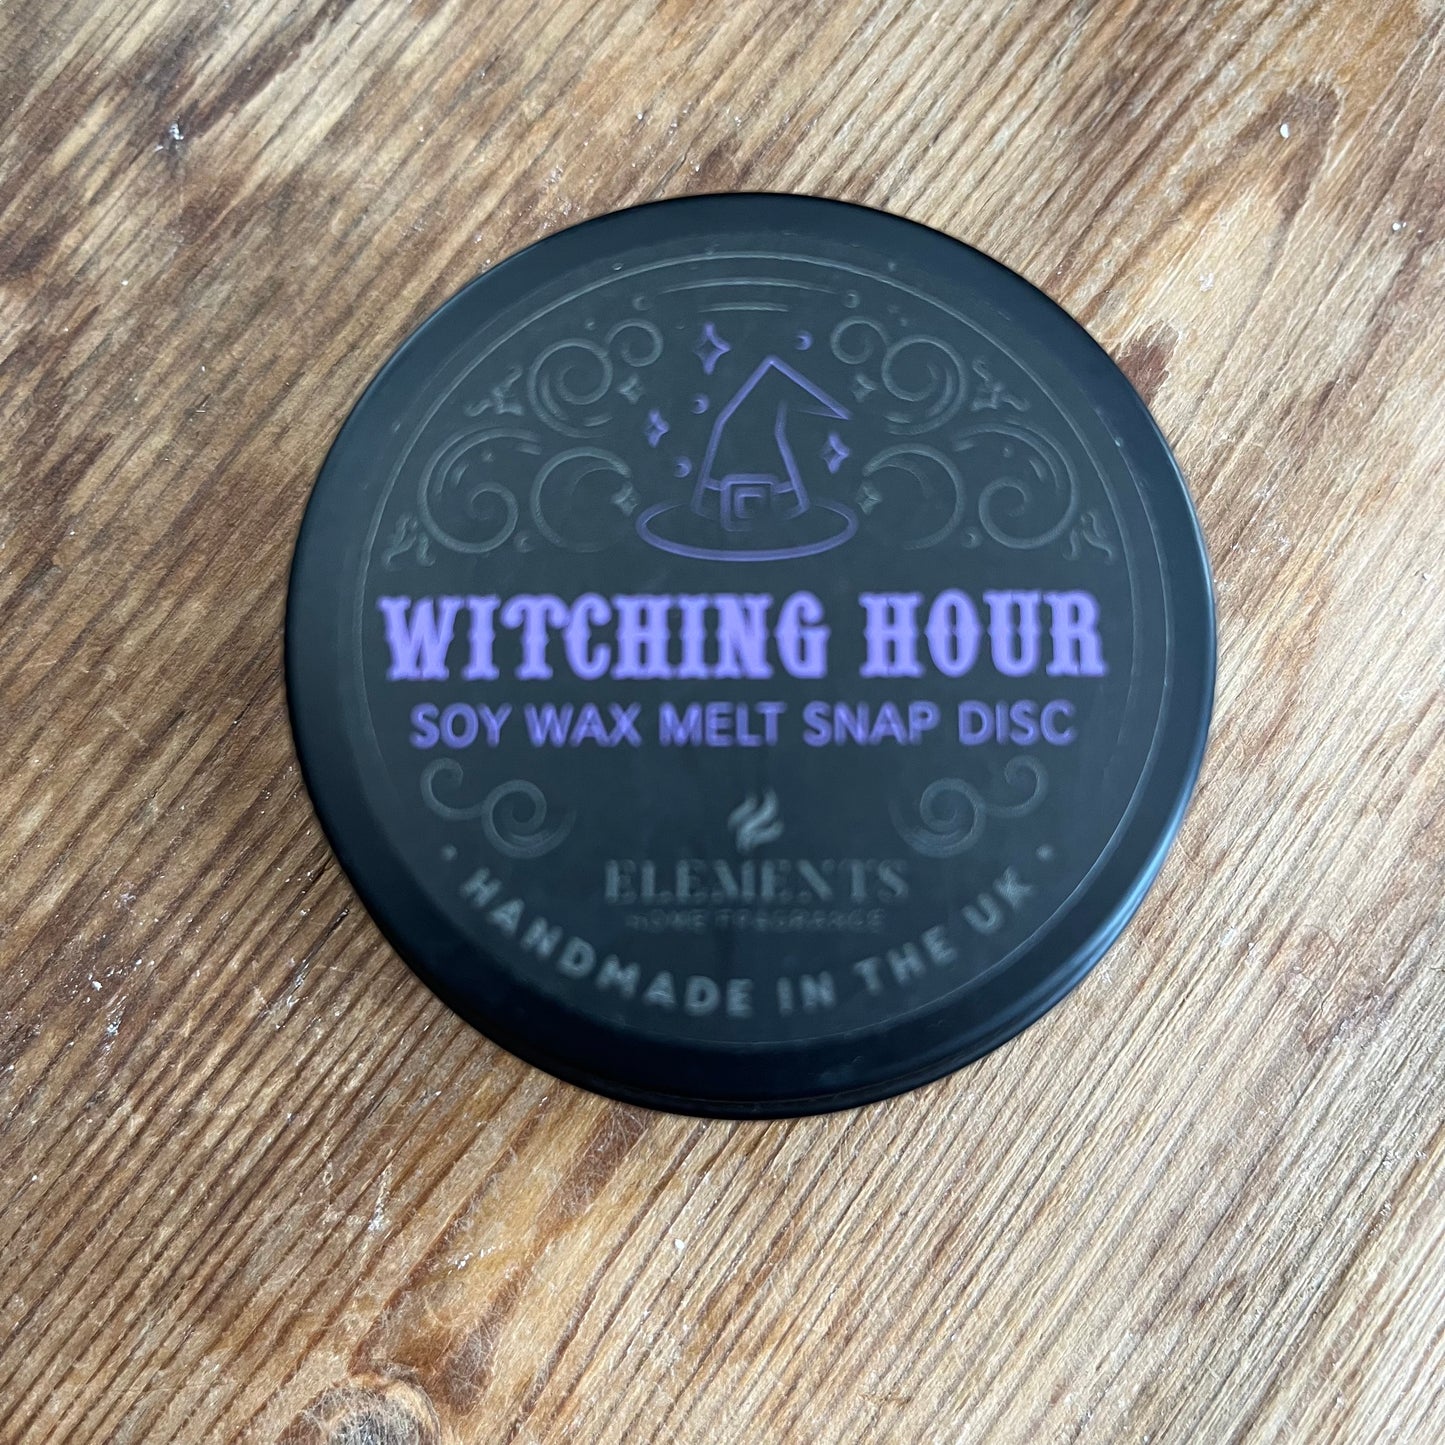 WITCHING HOUR
SOY WAX MELT SNAP DISC
ELEMENTS
HOME FRAGRANCE
HANDMADE IN THE UK